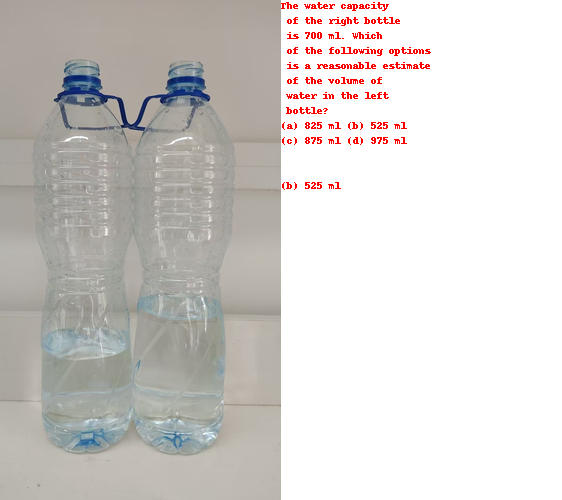 The water capacity
of the right bottle
is 700 ml. Which
of the following options
is a reasonable estimate
of the volume of
water in the left
bottle?
(a) 825 ml (b) 525 ml
(c) 875 ml (d) 975 ml
(b) 525 ml